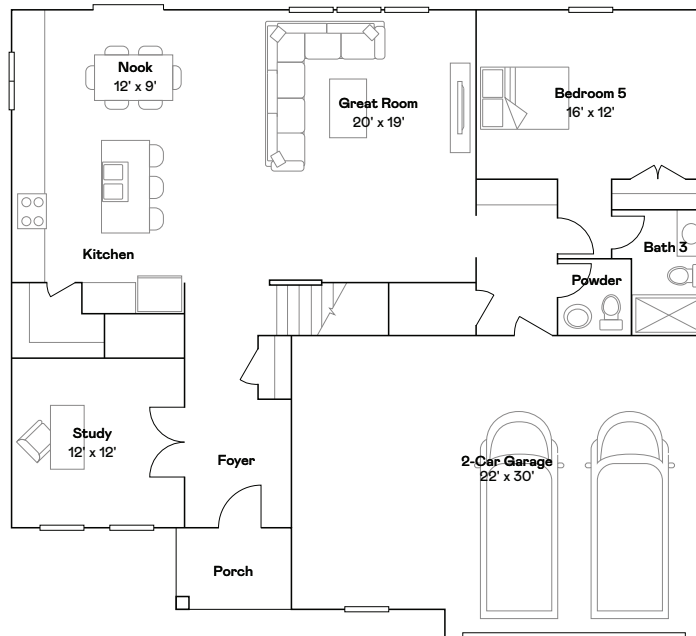 Nook
12' x 9'
Great Room
20' x 19'
Bedroom 5
16' x 12'
Kitchen
Bath 3
Powder
Study
12' x 12'
Foyer
2-Car Garage
22' x 30'
Porch